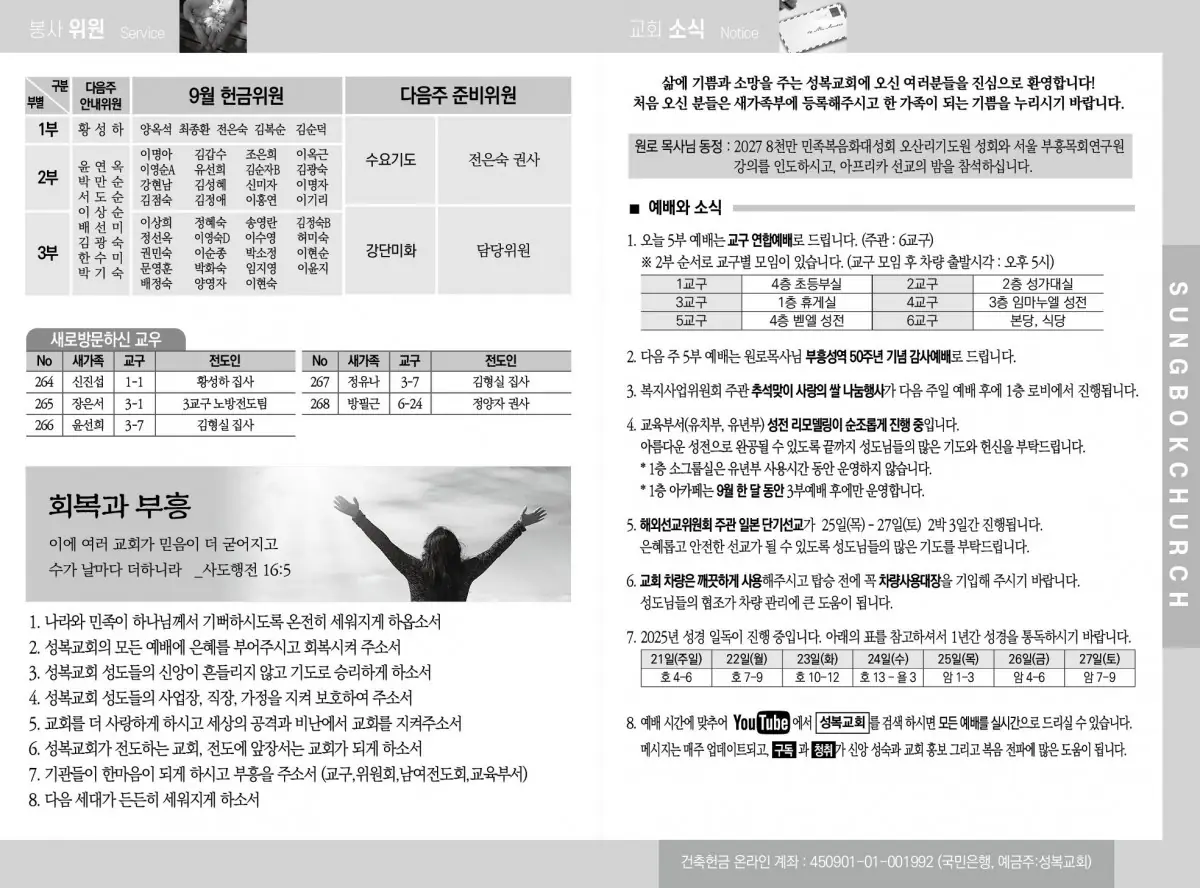 봉사 위원 Service
구분 부별 다음주 안내위원 9월 헌금위원 다음주 준비위원
1부 황성하 양옥석 최종환 전은숙 김복순 김순덕
2부
윤연옥
박만순
서도순
이상순
배선미
김광숙
한수미
박기숙
이명아 김갑수 조은희 이옥근
이영순A 유선희 김순자B 김광숙
강현남 김성혜 신미자 이명자
김점숙 김정애 이홍연 이기리
3부
이상희 정혜숙 송영란 김정숙B
정선옥 이영숙D 이수영 허미숙
권민숙 이순종 박소정 이현순
문영훈 박화숙 임지영 이윤지
배정숙 양영자 이현숙
수요기도 전은숙 권사
강단미화 담당위원
새로방문하신 교우
No 새가족 교구 전도인
264 신진섭 1-1 황성하 집사
265 장은서 3-1 3교구 노방전도팀
266 윤선희 3-7 김형실 집사
No 새가족 교구 전도인
267 정유나 3-7 김형실 집사
268 방필근 6-24 정양자 권사
회복과 부흥
이에 여러 교회가 믿음이 더 굳어지고
수가 날마다 더하니라 _사도행전 16:5
1. 나라와 민족이 하나님께서 기뻐하시도록 온전히 세워지게 하옵소서
2. 성복교회의 모든 예배에 은혜를 부어주시고 회복시켜 주소서
3. 성복교회 성도들의 신앙이 흔들리지 않고 기도로 승리하게 하소서
4. 성복교회 성도들의 사업장, 직장, 가정을 지켜 보호하여 주소서
5. 교회를 더 사랑하게 하시고 세상의 공격과 비난에서 교회를 지켜주소서
6. 성복교회가 전도하는 교회, 전도에 앞장서는 교회가 되게 하소서
7. 기관들이 한마음이 되게 하시고 부흥을 주소서 (교구,위원회,남여전도회,교육부서)
8. 다음 세대가 든든히 세워지게 하소서
교회 소식 Notice
삶에 기쁨과 소망을 주는 성복교회에 오신 여러분들을 진심으로 환영합니다!
처음 오신 분들은 새가족부에 등록해주시고 한 가족이 되는 기쁨을 누리시기 바랍니다.
원로 목사님 동정 : 2027 8천만 민족복음화대성회 오산리기도원 성회와 서울 부흥목회연구원
강의를 인도하시고, 아프리카 선교의 밤을 참석하십니다.
■ 예배와 소식
1. 오늘 5부 예배는 교구 연합예배로 드립니다. (주관 : 6교구)
※ 2부 순서로 교구별 모임이 있습니다. (교구 모임 후 차량 출발시각 : 오후 5시)
1교구 4층 초등부실 2교구 2층 성가대실
3교구 1층 휴게실 4교구 3층 임마누엘 성전
5교구 4층 벧엘 성전 6교구 본당, 식당
2. 다음 주 5부 예배는 원로목사님 부흥성역 50주년 기념 감사예배로 드립니다.
3. 복지사업위원회 주관 추석맞이 사랑의 쌀 나눔행사가 다음 주일 예배 후에 1층 로비에서 진행됩니다.
4. 교육부서(유치부, 유년부) 성전 리모델링이 순조롭게 진행 중입니다.
아름다운 성전으로 완공될 수 있도록 끝까지 성도님들의 많은 기도와 헌신을 부탁드립니다.
* 1층 소그룹실은 유년부 사용시간 동안 운영하지 않습니다.
* 1층 아카페는 9월 한 달 동안 3부예배 후에만 운영합니다.
5. 해외선교위원회 주관 일본 단기선교가 25일(목) - 27일(토) 2박 3일간 진행됩니다.
은혜롭고 안전한 선교가 될 수 있도록 성도님들의 많은 기도를 부탁드립니다.
6. 교회 차량은 깨끗하게 사용해주시고 탑승 전에 꼭 차량사용대장을 기입해 주시기 바랍니다.
성도님들의 협조가 차량 관리에 큰 도움이 됩니다.
7. 2025년 성경 일독이 진행 중입니다. 아래의 표를 참고하셔서 1년간 성경을 통독하시기 바랍니다.
21일(주일) 22일(월) 23일(화) 24일(수) 25일(목) 26일(금) 27일(토)
호 4-6 호 7-9 호 10-12 호 13 - 욜 3 암 1-3 암 4-6 암 7-9
8. 예배 시간에 맞추어 YouTube 에서 성복교회를 검색 하시면 모든 예배를 실시간으로 드리실 수 있습니다.
메시지는 매주 업데이트되고, 구독 과 청취가 신앙 성숙과 교회 홍보 그리고 복음 전파에 많은 도움이 됩니다.
SUNGBOKCHURCH
건축헌금 온라인 계좌 : 450901-01-001992 (국민은행, 예금주:성복교회)